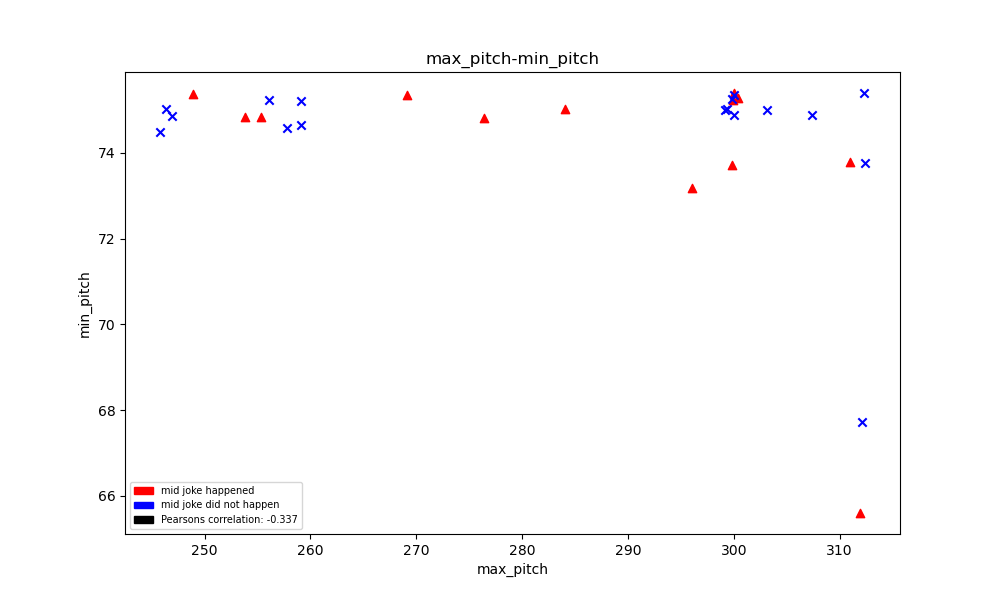 max_pitch-min_pitch
min_pitch
74
72
70
68
66
mid joke happened
mid joke did not happen
Pearsons correlation: -0.337
250 260 270 280 290 300 310
max_pitch